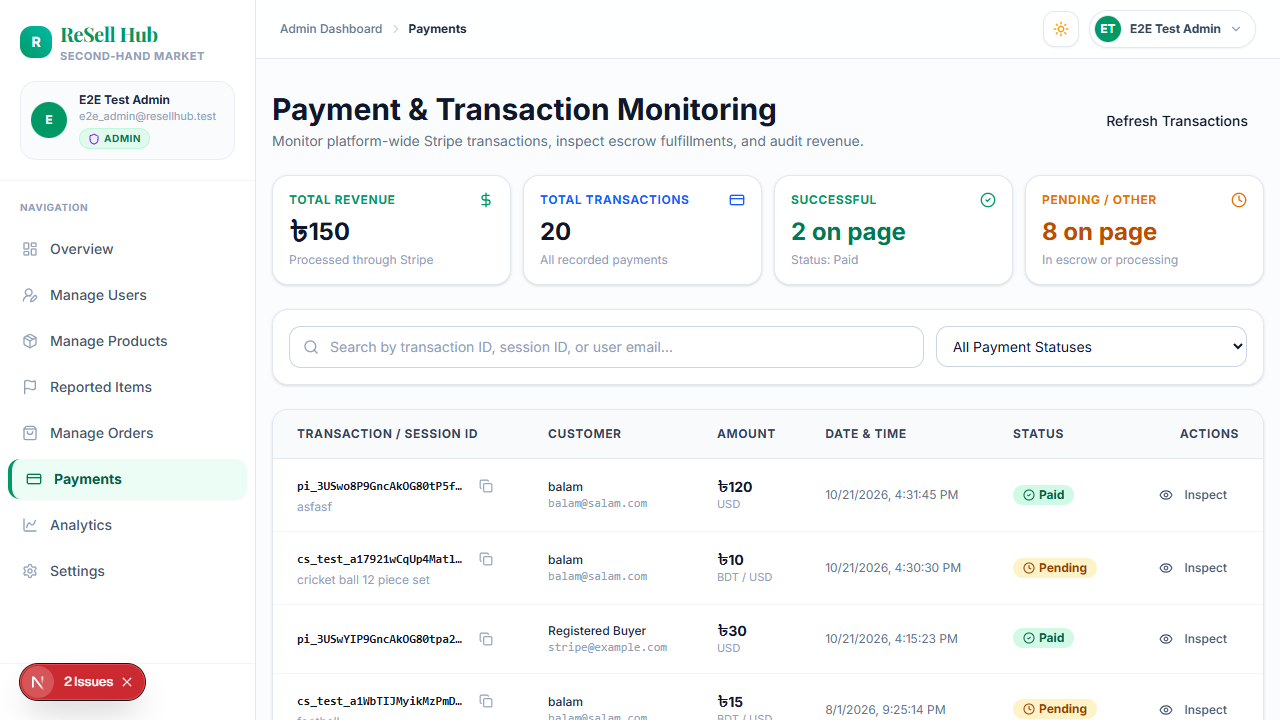 R
ReSell Hub
SECOND-HAND MARKET
E
E2E Test Admin
e2e_admin@resellhub.test
ADMIN
NAVIGATION
Overview
Manage Users
Manage Products
Reported Items
Manage Orders
Payments
Analytics
Settings
N 2 Issues
Admin Dashboard > Payments
ET E2E Test Admin
Payment & Transaction Monitoring
Monitor platform-wide Stripe transactions, inspect escrow fulfillments, and audit revenue.
Refresh Transactions
TOTAL REVENUE
৳150
Processed through Stripe
TOTAL TRANSACTIONS
20
All recorded payments
SUCCESSFUL
2 on page
Status: Paid
PENDING / OTHER
8 on page
In escrow or processing
Search by transaction ID, session ID, or user email...
All Payment Statuses
TRANSACTION / SESSION ID CUSTOMER AMOUNT DATE & TIME STATUS ACTIONS
pi_3USwo8P9GncAkOG80tP5f… balam ৳120 10/21/2026, 4:31:45 PM Paid Inspect
asfasf balam@salam.com USD
cs_test_a17921wCqUp4Matl… balam ৳10 10/21/2026, 4:30:30 PM Pending Inspect
cricket ball 12 piece set balam@salam.com BDT / USD
pi_3USwYIP9GncAkOG80tpa2… Registered Buyer ৳30 10/21/2026, 4:15:23 PM Paid Inspect
stripe@example.com USD
cs_test_a1WbTIJMyikMzPmD… balam ৳15 8/1/2026, 9:25:14 PM Pending Inspect
football balam@salam.com BDT / USD